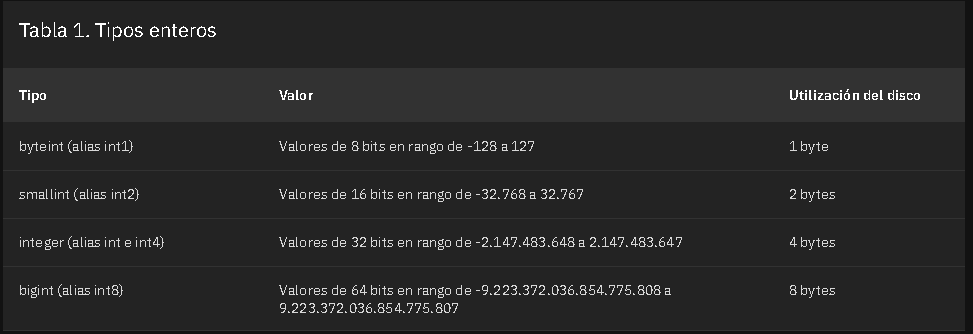 Tabla 1. Tipos enteros
Tipo Valor Utilización del disco
byteint (alias int1) Valores de 8 bits en rango de -128 a 127 1 byte
smallint (alias int2) Valores de 16 bits en rango de -32.768 a 32.767 2 bytes
integer (alias int e int4) Valores de 32 bits en rango de -2.147.483.648 a 2.147.483.647 4 bytes
bigint (alias int8) Valores de 64 bits en rango de -9.223.372.036.854.775.808 a 8 bytes
9.223.372.036.854.775.807